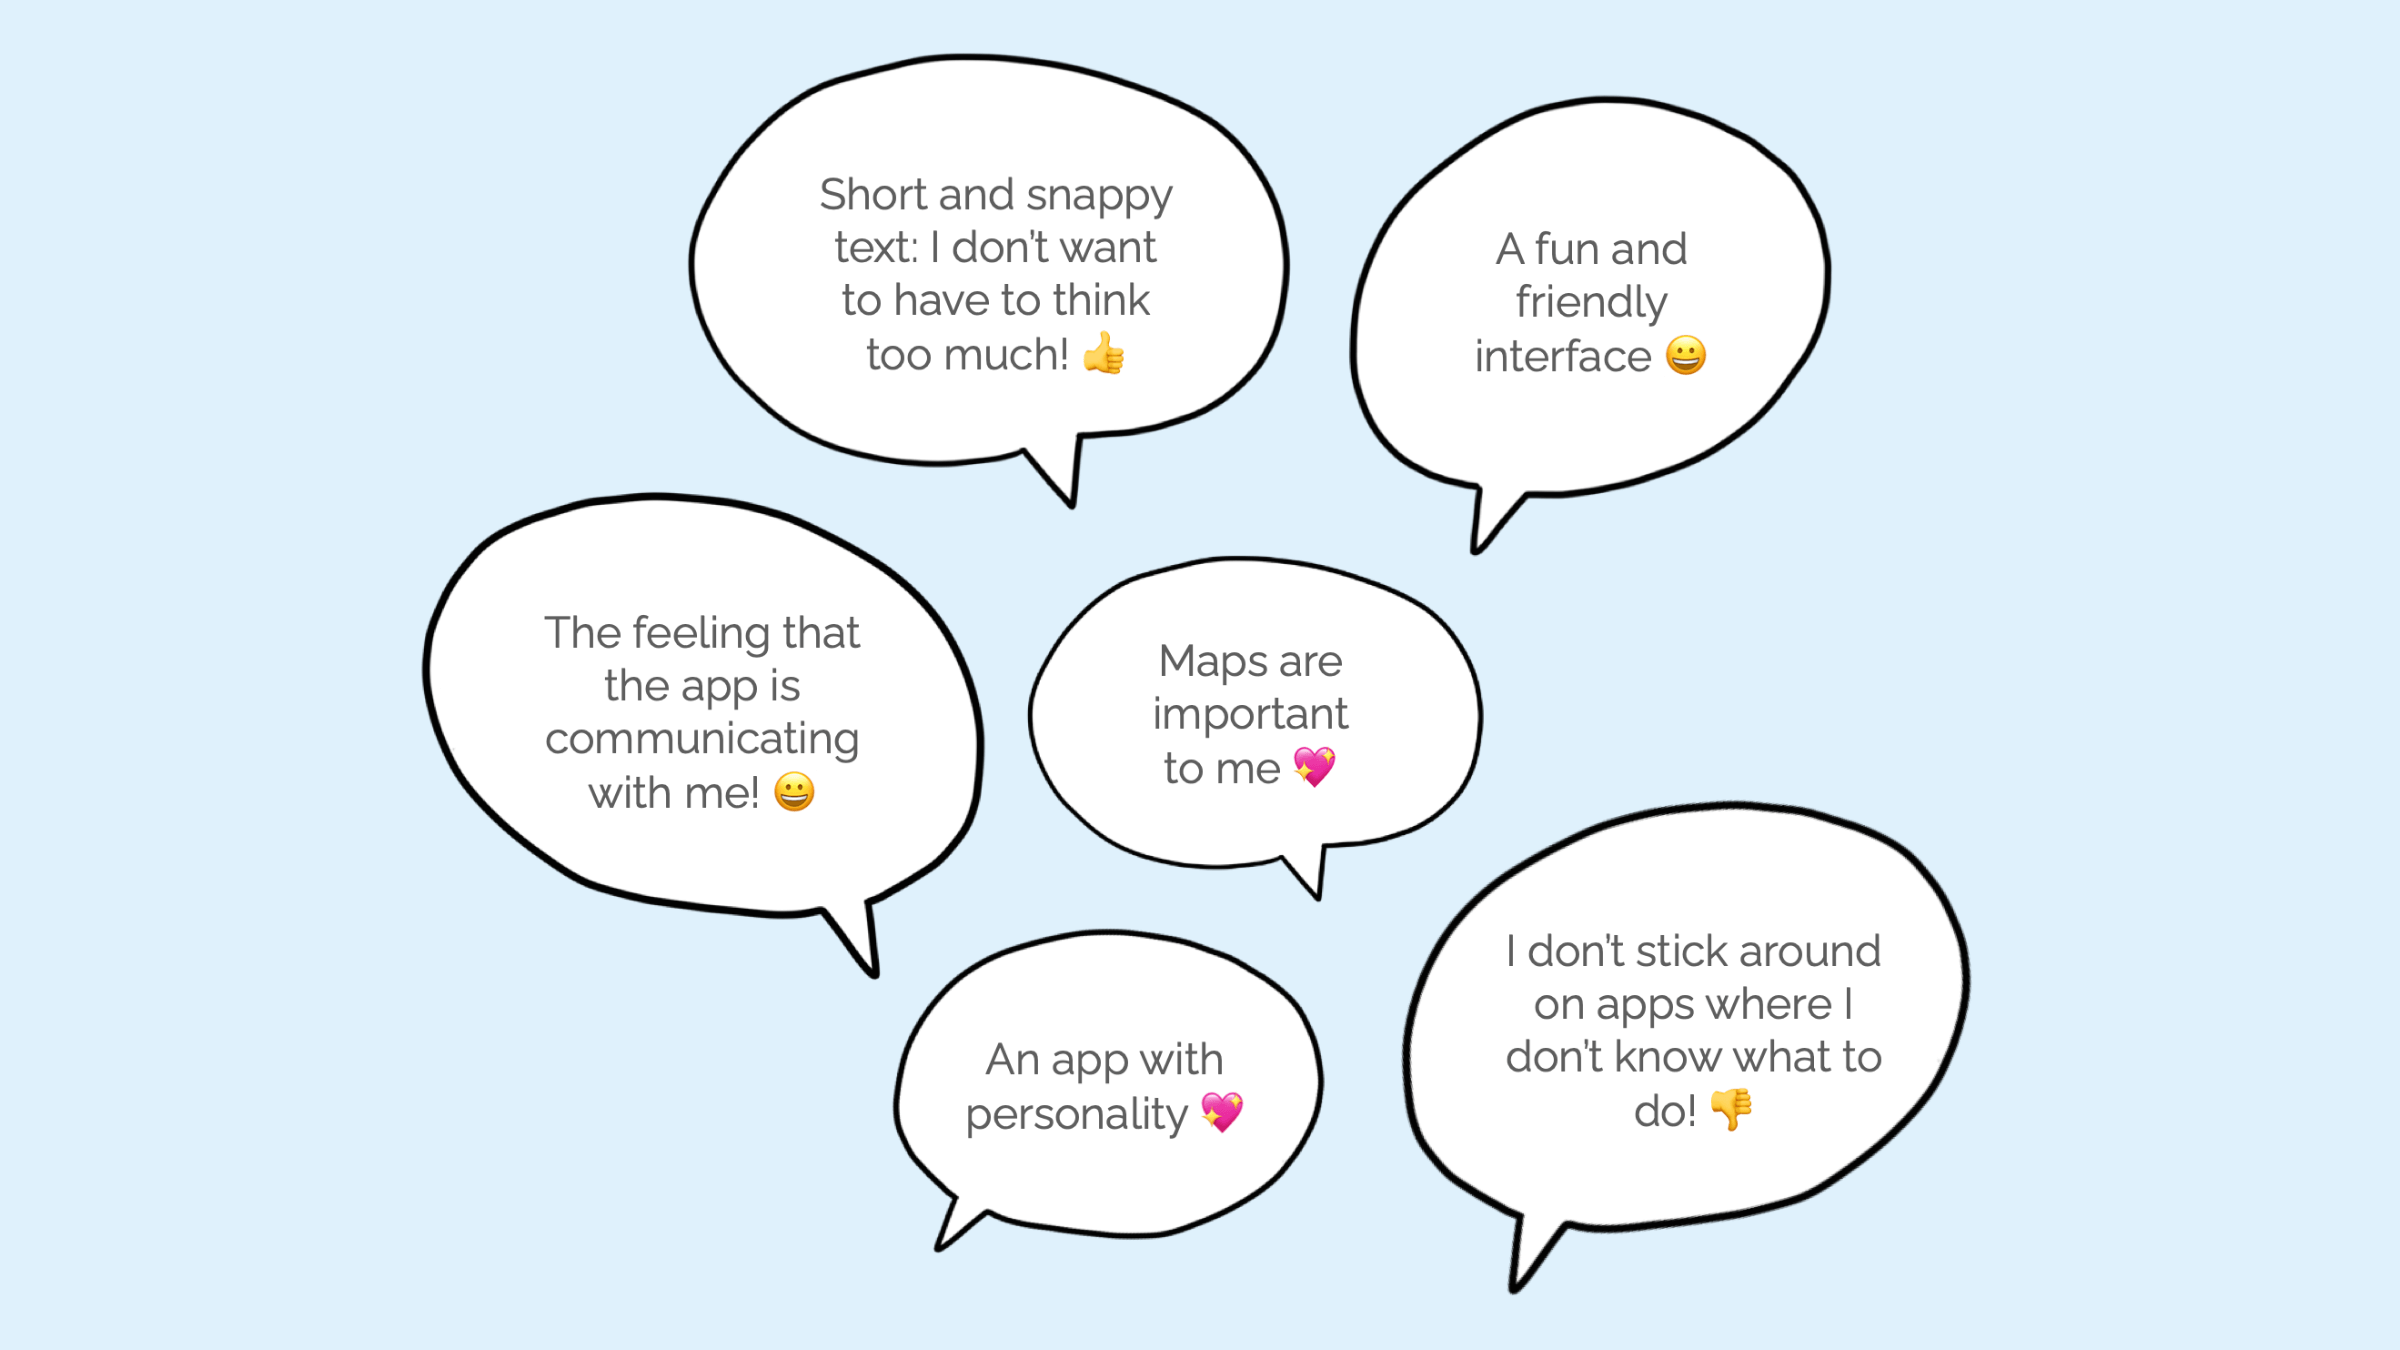 Short and snappy
text: I don’t want
to have to think
too much! 👍
A fun and
friendly
interface 😀
The feeling that
the app is
communicating
with me! 😀
Maps are
important
to me 💖
An app with
personality 💖
I don’t stick around
on apps where I
don’t know what to
do! 👎